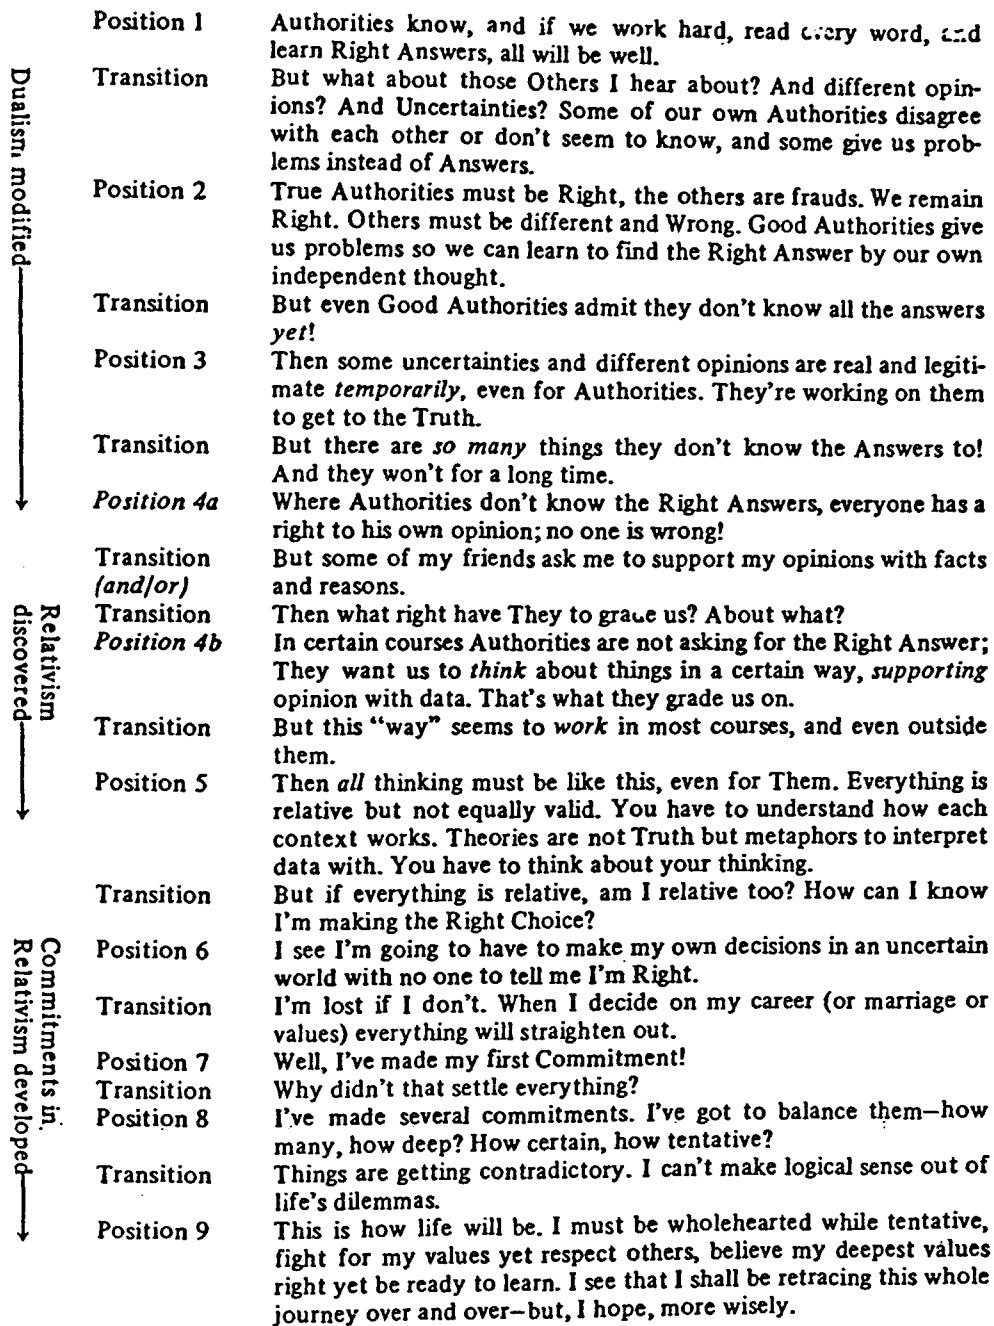 Position 1 Authorities know, and if we work hard, read every word, and
learn Right Answers, all will be well.
Transition But what about those Others I hear about? And different opin-
ions? And Uncertainties? Some of our own Authorities disagree
with each other or don't seem to know, and some give us prob-
lems instead of Answers.
Position 2 True Authorities must be Right, the others are frauds. We remain
Right. Others must be different and Wrong. Good Authorities give
us problems so we can learn to find the Right Answer by our own
independent thought.
Transition But even Good Authorities admit they don't know all the answers
yet!
Position 3 Then some uncertainties and different opinions are real and legiti-
mate temporarily, even for Authorities. They're working on them
to get to the Truth.
Transition But there are so many things they don't know the Answers to!
And they won't for a long time.
Position 4a Where Authorities don't know the Right Answers, everyone has a
right to his own opinion; no one is wrong!
Transition But some of my friends ask me to support my opinions with facts
(and/or) and reasons.
Transition Then what right have They to grade us? About what?
Position 4b In certain courses Authorities are not asking for the Right Answer;
They want us to think about things in a certain way, supporting
opinion with data. That's what they grade us on.
Transition But this "way" seems to work in most courses, and even outside
them.
Position 5 Then all thinking must be like this, even for Them. Everything is
relative but not equally valid. You have to understand how each
context works. Theories are not Truth but metaphors to interpret
data with. You have to think about your thinking.
Transition But if everything is relative, am I relative too? How can I know
I'm making the Right Choice?
Position 6 I see I'm going to have to make my own decisions in an uncertain
world with no one to tell me I'm Right.
Transition I'm lost if I don't. When I decide on my career (or marriage or
values) everything will straighten out.
Position 7 Well, I've made my first Commitment!
Transition Why didn't that settle everything?
Position 8 I've made several commitments. I've got to balance them—how
many, how deep? How certain, how tentative?
Transition Things are getting contradictory. I can't make logical sense out of
life's dilemmas.
Position 9 This is how life will be. I must be wholehearted while tentative,
fight for my values yet respect others, believe my deepest values
right yet be ready to learn. I see that I shall be retracing this whole
journey over and over—but, I hope, more wisely.
Dualism modified
Relativism
discovered
Commitments in
Relativism developed